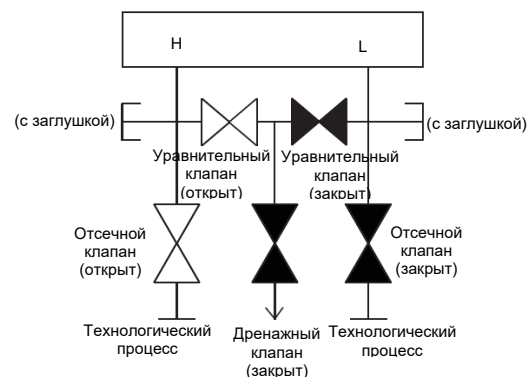 H
L
(с заглушкой)
(с заглушкой)
Уравнительный
клапан
(открыт)
Уравнительный
клапан
(закрыт)
Отсечной
клапан
(открыт)
Отсечной
клапан
(закрыт)
Технологический
процесс
Дренажный
клапан
(закрыт)
Технологический
процесс